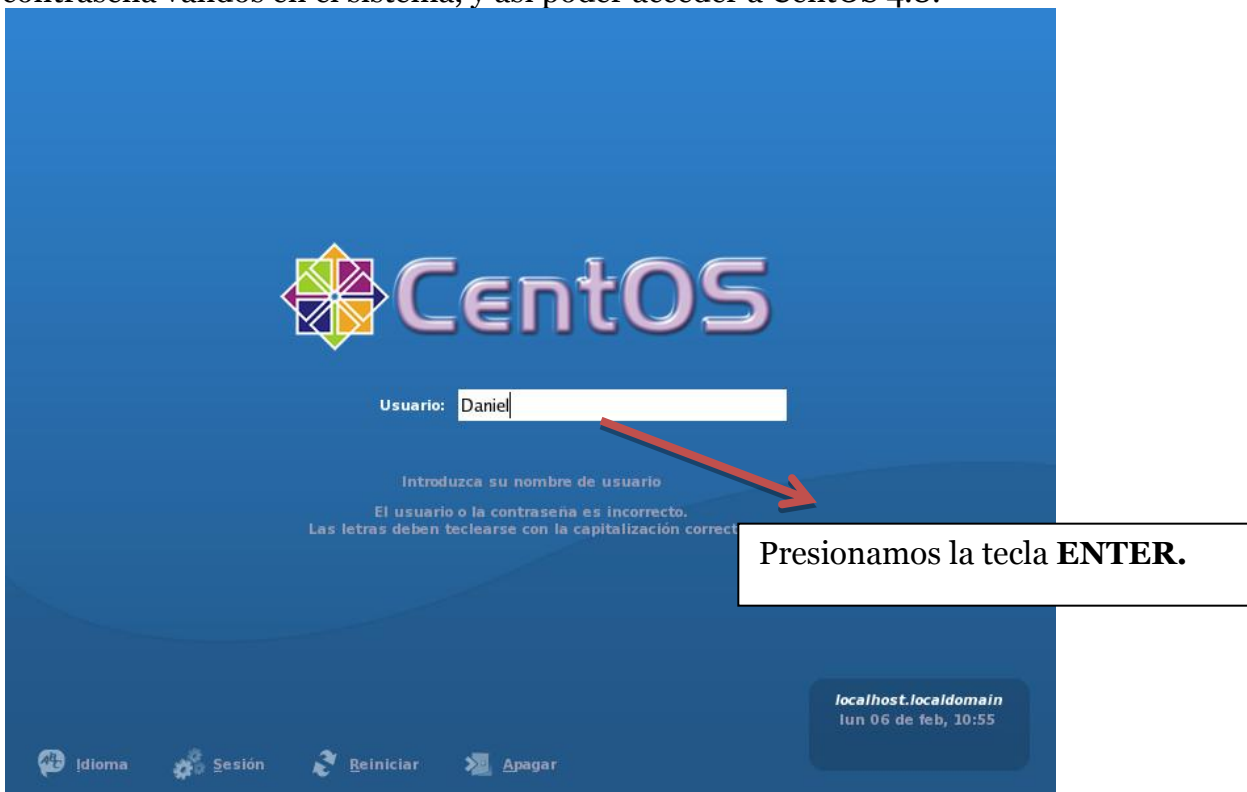 contraseña válidos en el sistema, y así poder acceder a CentOS 4.8.
CentOS
Usuario: Daniel
Introduzca su nombre de usuario
El usuario o la contraseña es incorrecto.
Las letras deben teclearse con la capitalización correct
Presionamos la tecla ENTER.
localhost.localdomain
lun 06 de feb, 10:55
Idioma Sesión Reiniciar Apagar